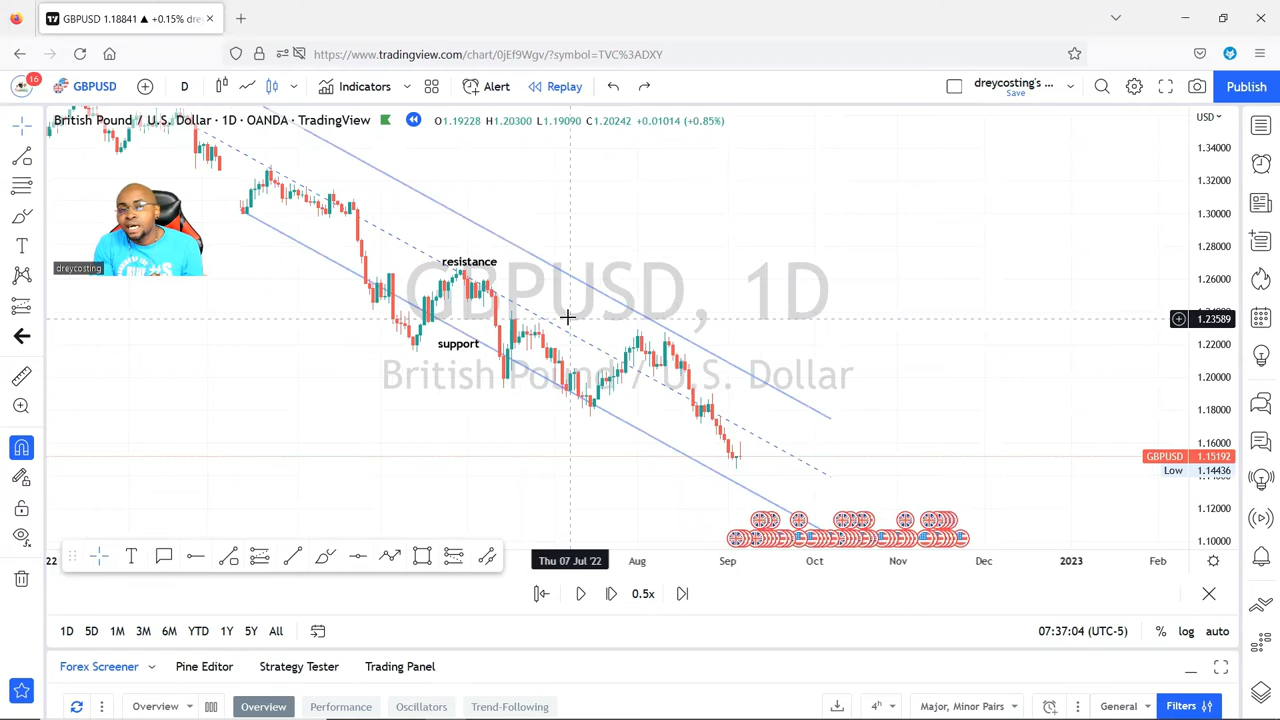 GBPUSD 1.18841 ▲ +0.15% dre
https://www.tradingview.com/chart/0jEf9Wgv/?symbol=TVC%3ADXY
16
GBPUSD
D
Indicators
Alert
Replay
dreycosting's ...
Save
Publish
British Pound / U.S. Dollar · 1D · OANDA · TradingView
O1.19228 H1.20300 L1.19090 C1.20242 +0.01014 (+0.85%)
USD
1.34000
1.32000
1.30000
1.28000
1.26000
1.23589
1.22000
1.20000
1.18000
1.16000
GBPUSD 1.15192
Low 1.14436
1.12000
1.10000
GBPUSD, 1D
British Pound / U.S. Dollar
resistance
support
dreycosting
22
Thu 07 Jul '22
Aug
Sep
Oct
Nov
Dec
2023
Feb
0.5x
1D 5D 1M 3M 6M YTD 1Y 5Y All
07:37:04 (UTC-5)
% log auto
Forex Screener
Pine Editor
Strategy Tester
Trading Panel
Overview
Overview
Performance
Oscillators
Trend-Following
4h
Major, Minor Pairs
General
Filters